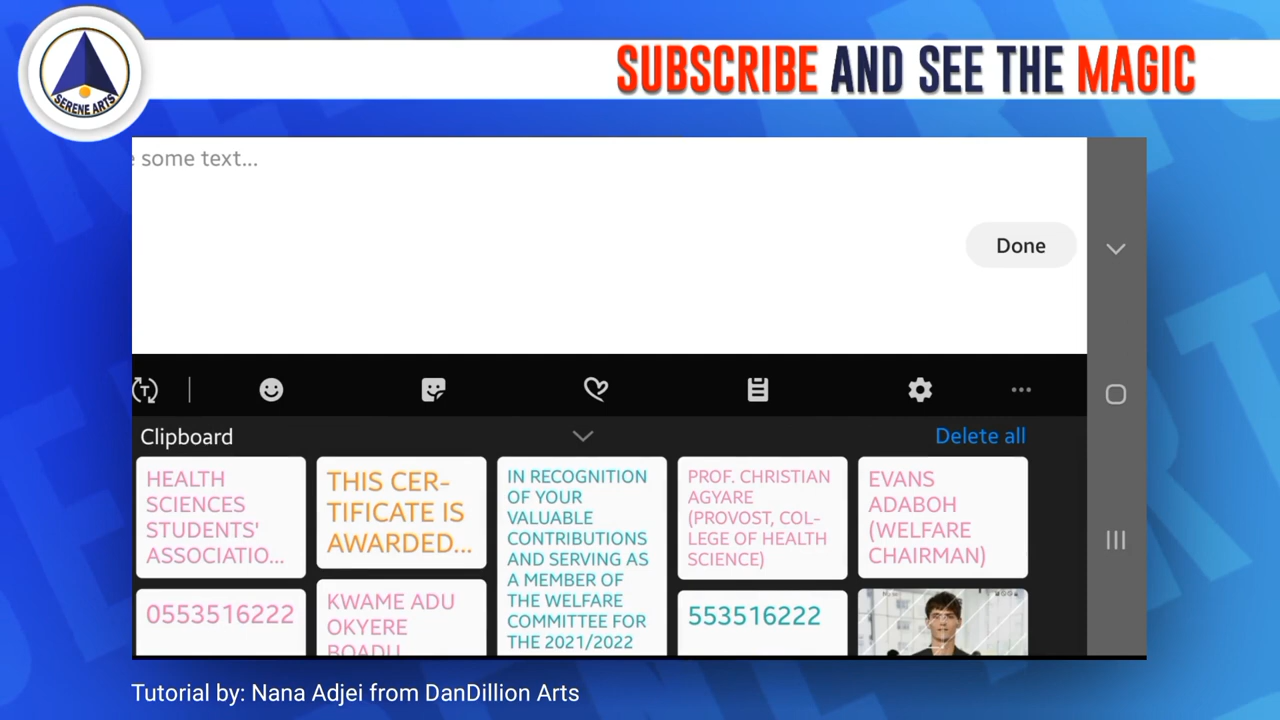 SERENE ARTS
SUBSCRIBE AND SEE THE MAGIC
some text...
Done
T
Clipboard
Delete all
HEALTH
SCIENCES
STUDENTS'
ASSOCIATIO...
THIS CER-
TIFICATE IS
AWARDED...
IN RECOGNITION
OF YOUR
VALUABLE
CONTRIBUTIONS
AND SERVING AS
A MEMBER OF
THE WELFARE
COMMITTEE FOR
THE 2021/2022
PROF. CHRISTIAN
AGYARE
(PROVOST, COL-
LEGE OF HEALTH
SCIENCE)
EVANS
ADABOH
(WELFARE
CHAIRMAN)
0553516222
KWAME ADU
OKYERE
BOADU
553516222
Tutorial by: Nana Adjei from DanDillion Arts